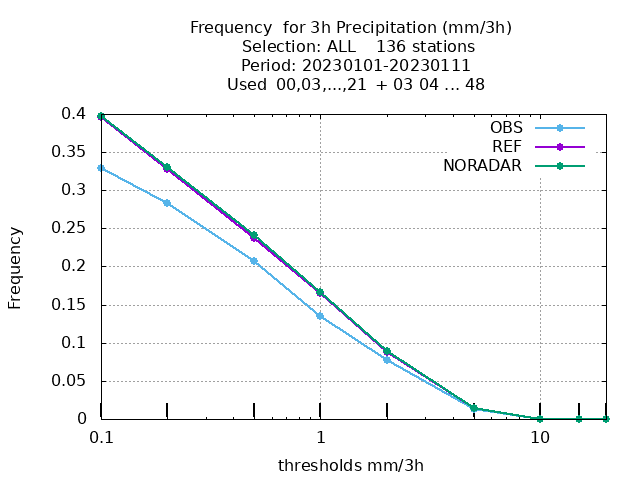 Frequency for 3h Precipitation (mm/3h)
Selection: ALL 136 stations
Period: 20230101-20230111
Used 00,03,...,21 + 03 04 ... 48
0.4
0.35
0.3
0.25
0.2
0.15
0.1
0.05
0
Frequency
OBS
REF
NORADAR
0.1 1 10
thresholds mm/3h